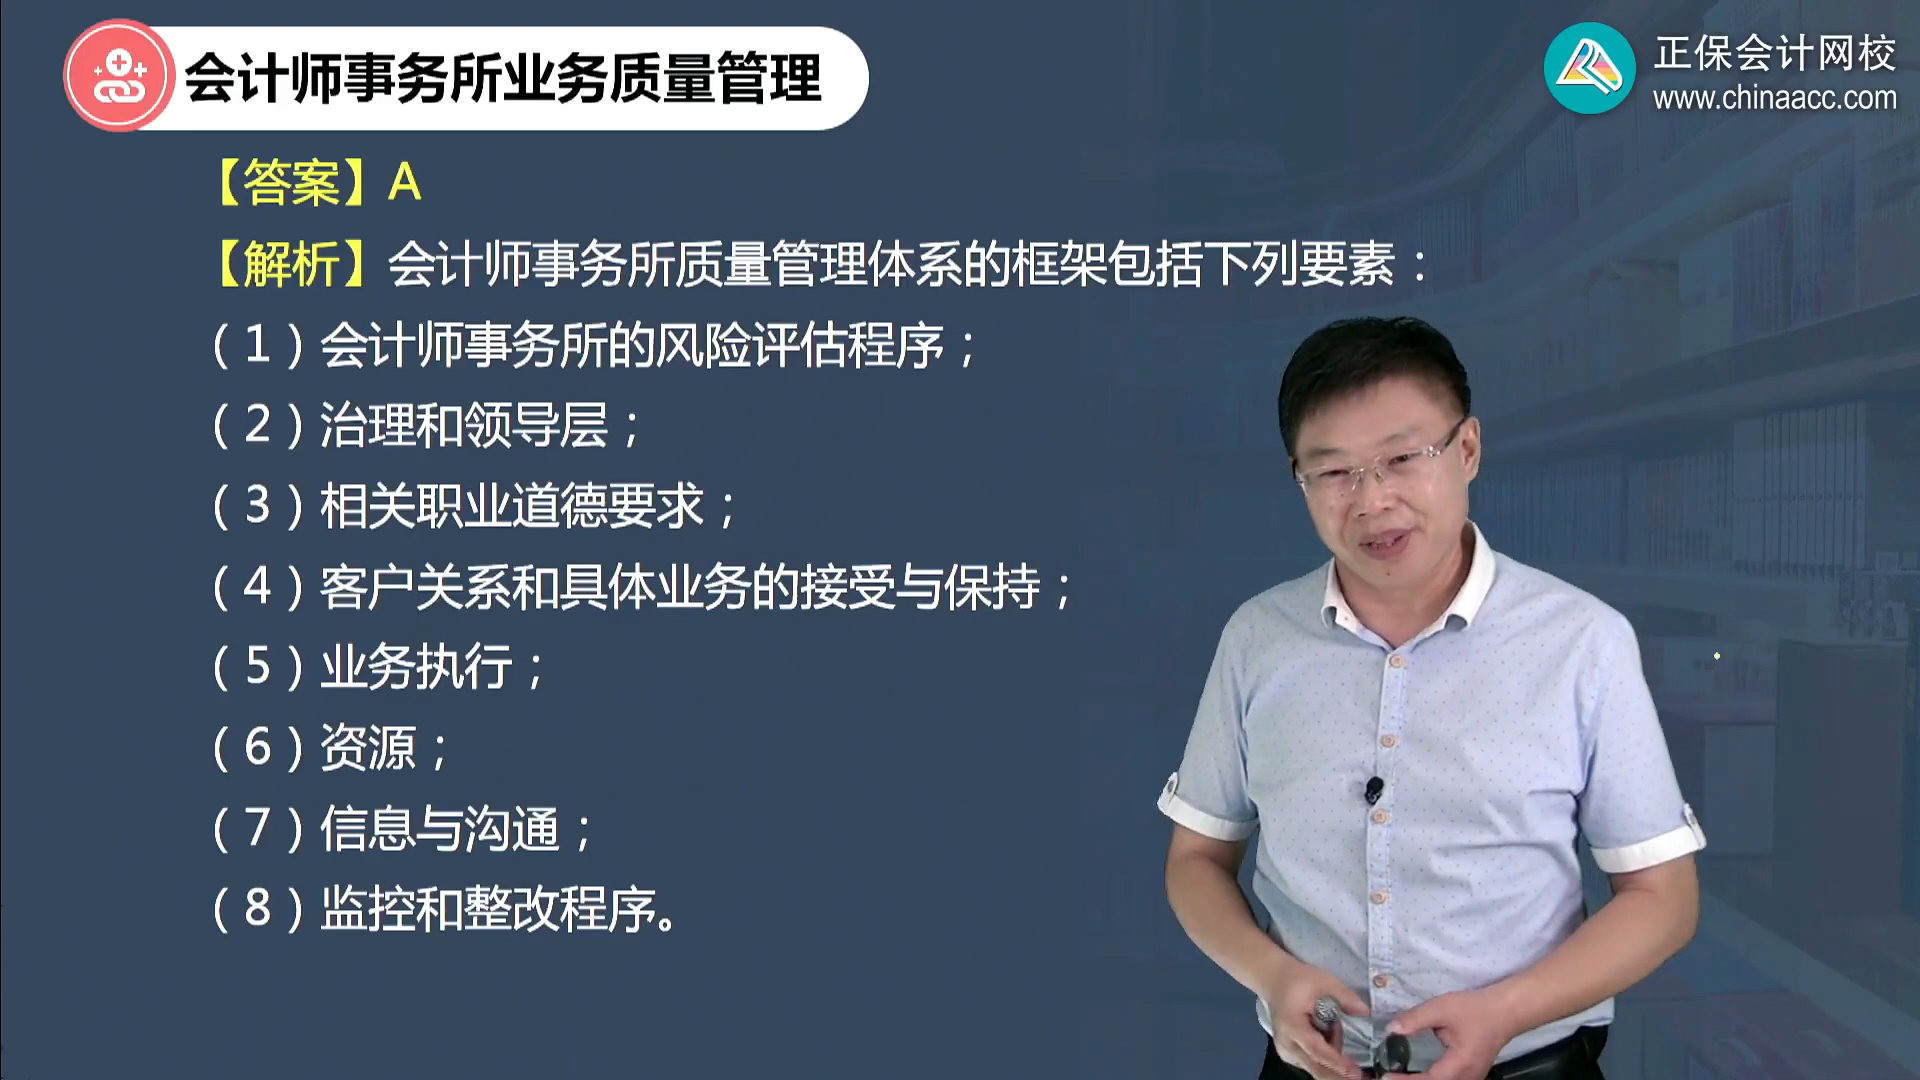 会计师事务所业务质量管理
正保会计网校
www.chinaacc.com
【答案】A
【解析】会计师事务所质量管理体系的框架包括下列要素：
（1）会计师事务所的风险评估程序；
（2）治理和领导层；
（3）相关职业道德要求；
（4）客户关系和具体业务的接受与保持；
（5）业务执行；
（6）资源；
（7）信息与沟通；
（8）监控和整改程序。